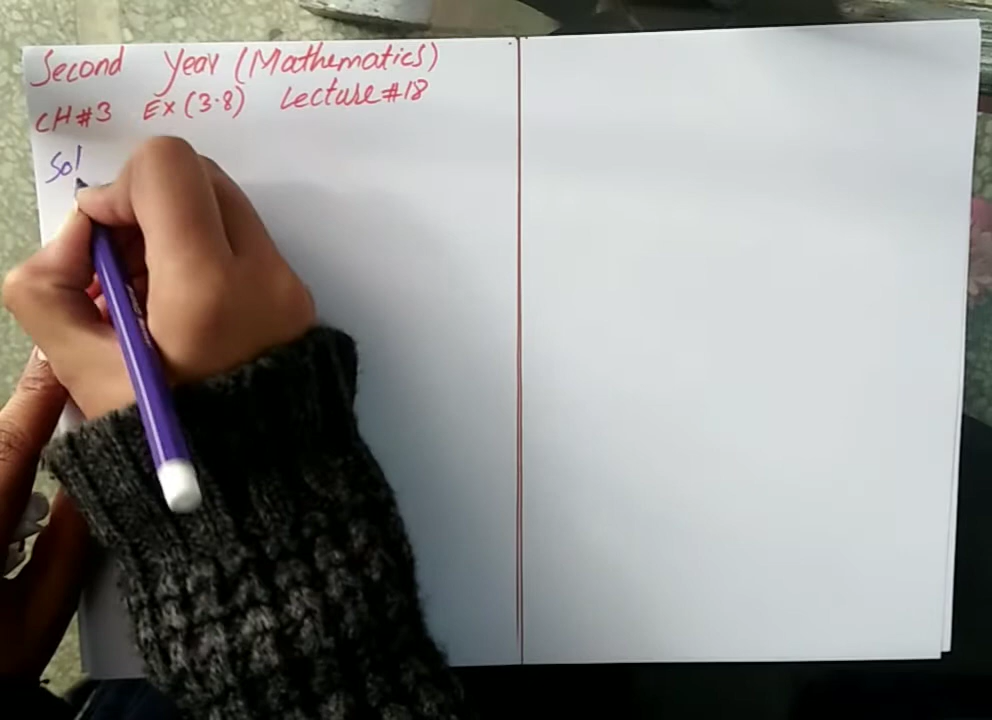 Second Year (Mathematics)
CH#3 Ex (3.8) Lecture#18
Sol